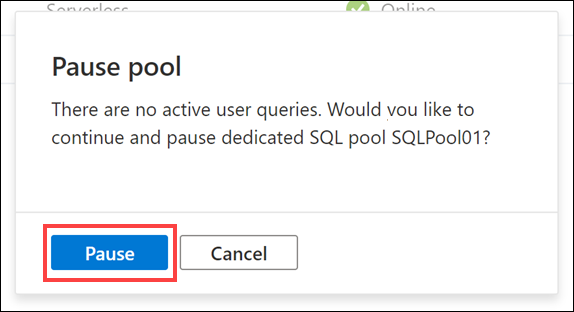 Serverless Online
Pause pool
There are no active user queries. Would you like to
continue and pause dedicated SQL pool SQLPool01?
Pause Cancel